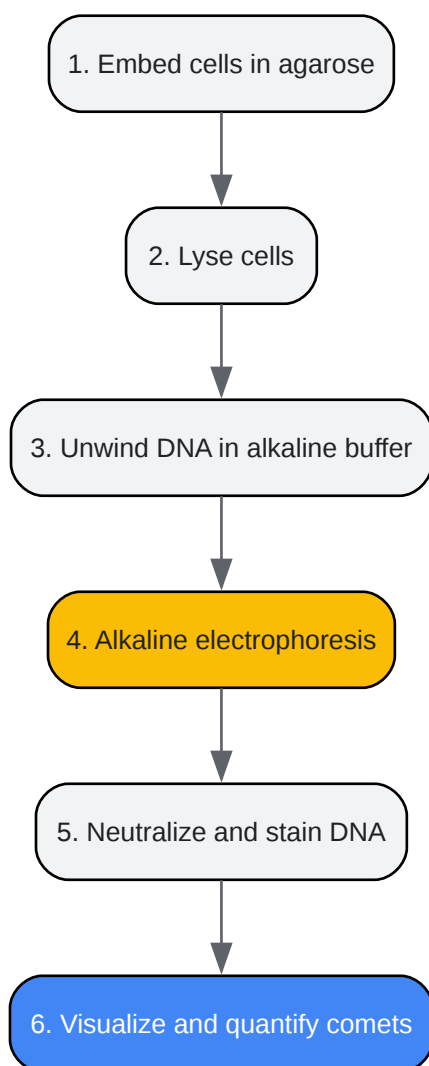 1. Embed cells in agarose
2. Lyse cells
3. Unwind DNA in alkaline buffer
4. Alkaline electrophoresis
5. Neutralize and stain DNA
6. Visualize and quantify comets